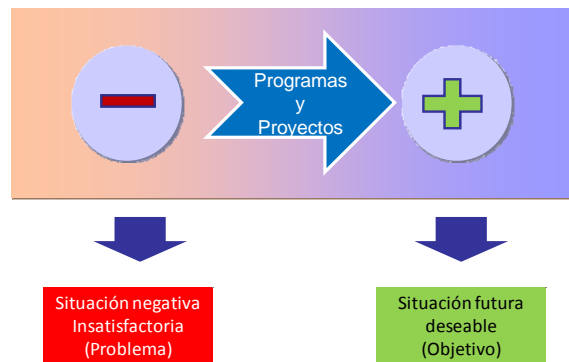 Programas
y
Proyectos
Situación negativa
Insatisfactoria
(Problema)
Situación futura
deseable
(Objetivo)